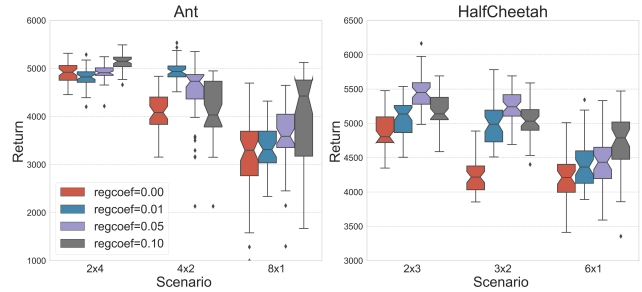 Ant
Return
6000
5000
4000
3000
2000
1000
regcoef=0.00
regcoef=0.01
regcoef=0.05
regcoef=0.10
2x4
4x2
8x1
Scenario
HalfCheetah
Return
6500
6000
5500
5000
4500
4000
3500
3000
2x3
3x2
6x1
Scenario